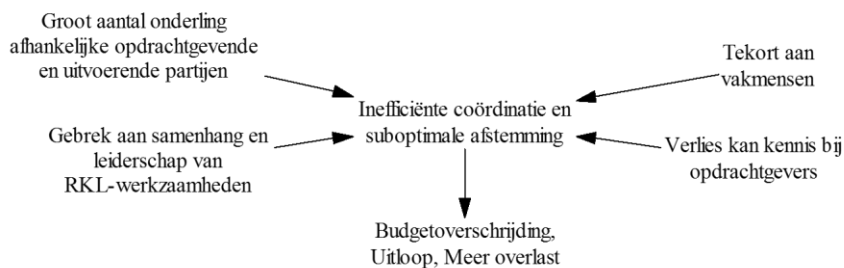 Groot aantal onderling
afhankelijke opdrachtgevende
en uitvoerende partijen
Tekort aan
vakmensen
Inefficiënte coördinatie en
suboptimale afstemming
Gebrek aan samenhang en
leiderschap van
RKL-werkzaamheden
Verlies kan kennis bij
opdrachtgevers
Budgetoverschrijding,
Uitloop, Meer overlast